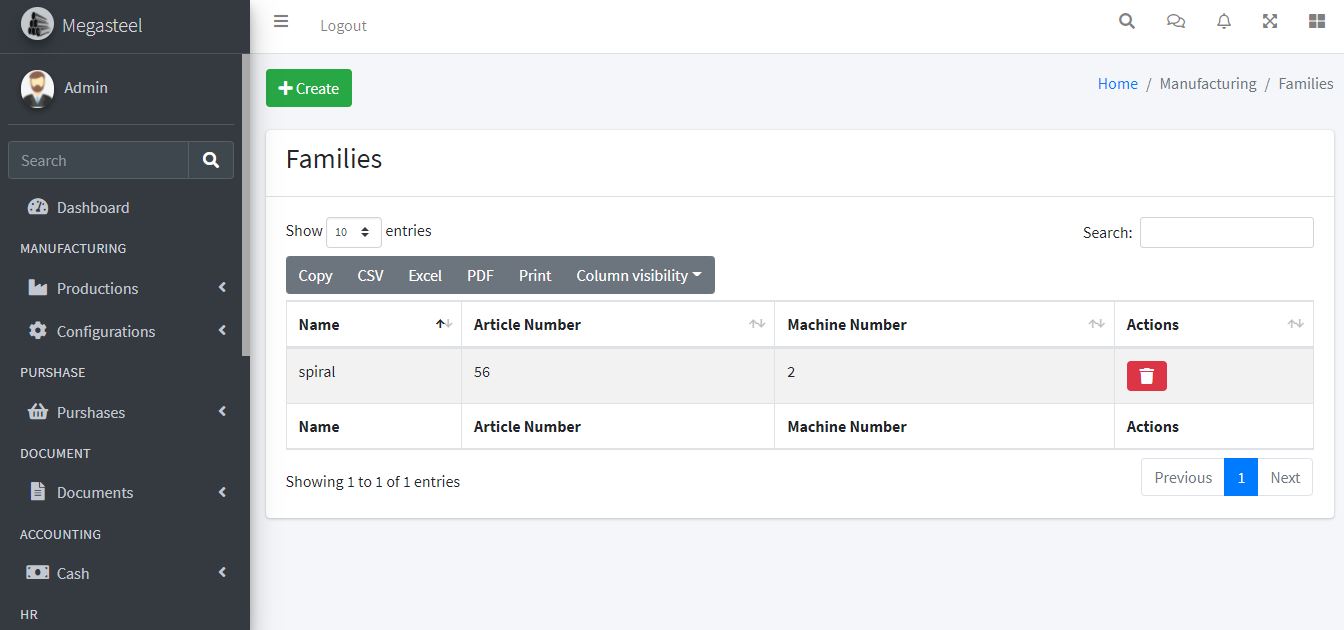 Megasteel
Logout
Admin
Search
Dashboard
MANUFACTURING
Productions
Configurations
PURSHASE
Purshases
DOCUMENT
Documents
ACCOUNTING
Cash
HR
Create
Home / Manufacturing / Families
Families
Show 10 entries
Search:
Copy CSV Excel PDF Print Column visibility
Name Article Number Machine Number Actions
spiral 56 2
Name Article Number Machine Number Actions
Showing 1 to 1 of 1 entries
Previous 1 Next